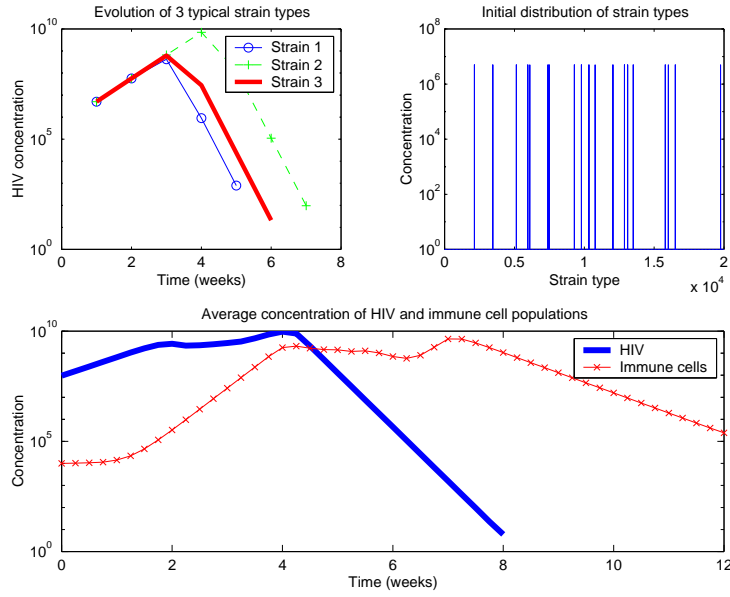 Evolution of 3 typical strain types
10^10
10^5
10^0
HIV concentration
Strain 1
Strain 2
Strain 3
0 2 4 6 8
Time (weeks)
Initial distribution of strain types
10^8
10^6
10^4
10^2
10^0
Concentration
0 0.5 1 1.5 2
Strain type
x 10^4
Average concentration of HIV and immune cell populations
10^10
10^5
10^0
Concentration
HIV
Immune cells
0 2 4 6 8 10 12
Time (weeks)